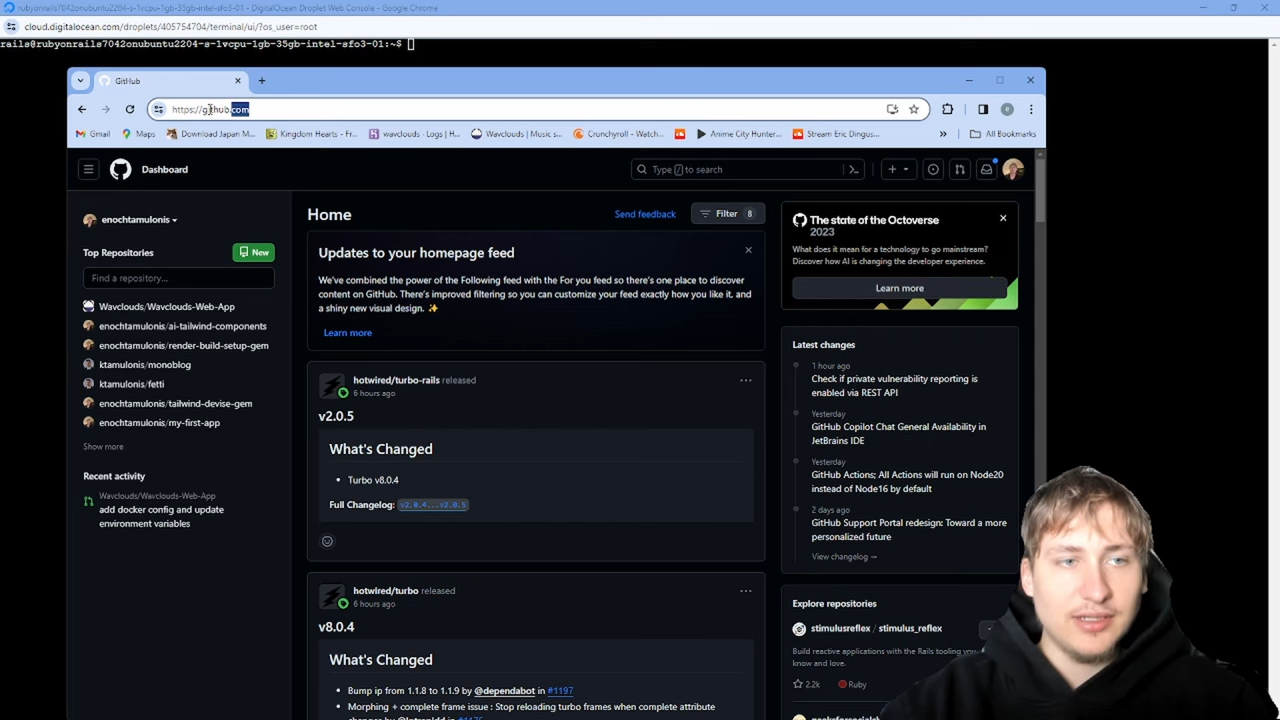 rubyonrails7042onubuntu2204-s-1vcpu-1gb-35gb-intel-sfo3-01 - DigitalOcean Droplet Web Console - Google Chrome
cloud.digitalocean.com/droplets/405754704/terminal/ui/?os_user=root
rails@rubyonrails7042onubuntu2204-s-1vcpu-1gb-35gb-intel-sfo3-01:~$
GitHub
https://github.com
Gmail
Maps
Download Japan M...
Kingdom Hearts - Fr...
wavclouds · Logs | H...
Wavclouds | Music s...
Crunchyroll - Watch...
Anime City Hunter...
Stream Eric Dingus...
»
All Bookmarks
Dashboard
Type / to search
enochtamulonis
Top Repositories
New
Find a repository...
Wavclouds/Wavclouds-Web-App
enochtamulonis/ai-tailwind-components
enochtamulonis/render-build-setup-gem
ktamulonis/monoblog
ktamulonis/fetti
enochtamulonis/tailwind-devise-gem
enochtamulonis/my-first-app
Show more
Recent activity
Wavclouds/Wavclouds-Web-App
add docker config and update
environment variables
Home
Send feedback
Filter 8
Updates to your homepage feed
We've combined the power of the Following feed with the For you feed so there's one place to discover
content on GitHub. There's improved filtering so you can customize your feed exactly how you like it, and
a shiny new visual design. ✨
Learn more
hotwired/turbo-rails released
6 hours ago
v2.0.5
What's Changed
• Turbo v8.0.4
Full Changelog: v2.0.4...v2.0.5
hotwired/turbo released
6 hours ago
v8.0.4
What's Changed
• Bump ip from 1.1.8 to 1.1.9 by @dependabot in #1197
• Morphing + complete frame issue : Stop reloading turbo frames when complete attribute
The state of the Octoverse
2023
What does it mean for a technology to go mainstream?
Discover how AI is changing the developer experience.
Learn more
Latest changes
1 hour ago
Check if private vulnerability reporting is
enabled via REST API
Yesterday
GitHub Copilot Chat General Availability in
JetBrains IDE
Yesterday
GitHub Actions: All Actions will run on Node20
instead of Node16 by default
2 days ago
GitHub Support Portal redesign: Toward a more
personalized future
View changelog →
Explore repositories
stimulusreflex / stimulus_reflex
Build reactive applications with the Rails tooling you
know and love.
2.2k
Ruby